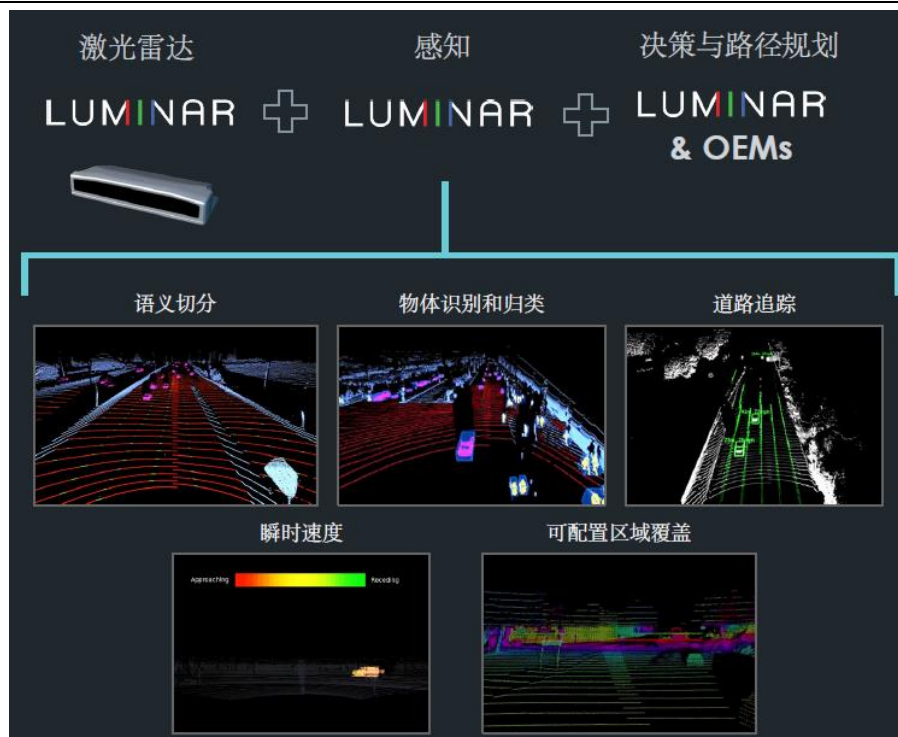 激光雷达
感知
决策与路径规划
LUMINAR
LUMINAR
LUMINAR
& OEMs
语义切分
物体识别和归类
道路追踪
瞬时速度
可配置区域覆盖
Approaching
Receding